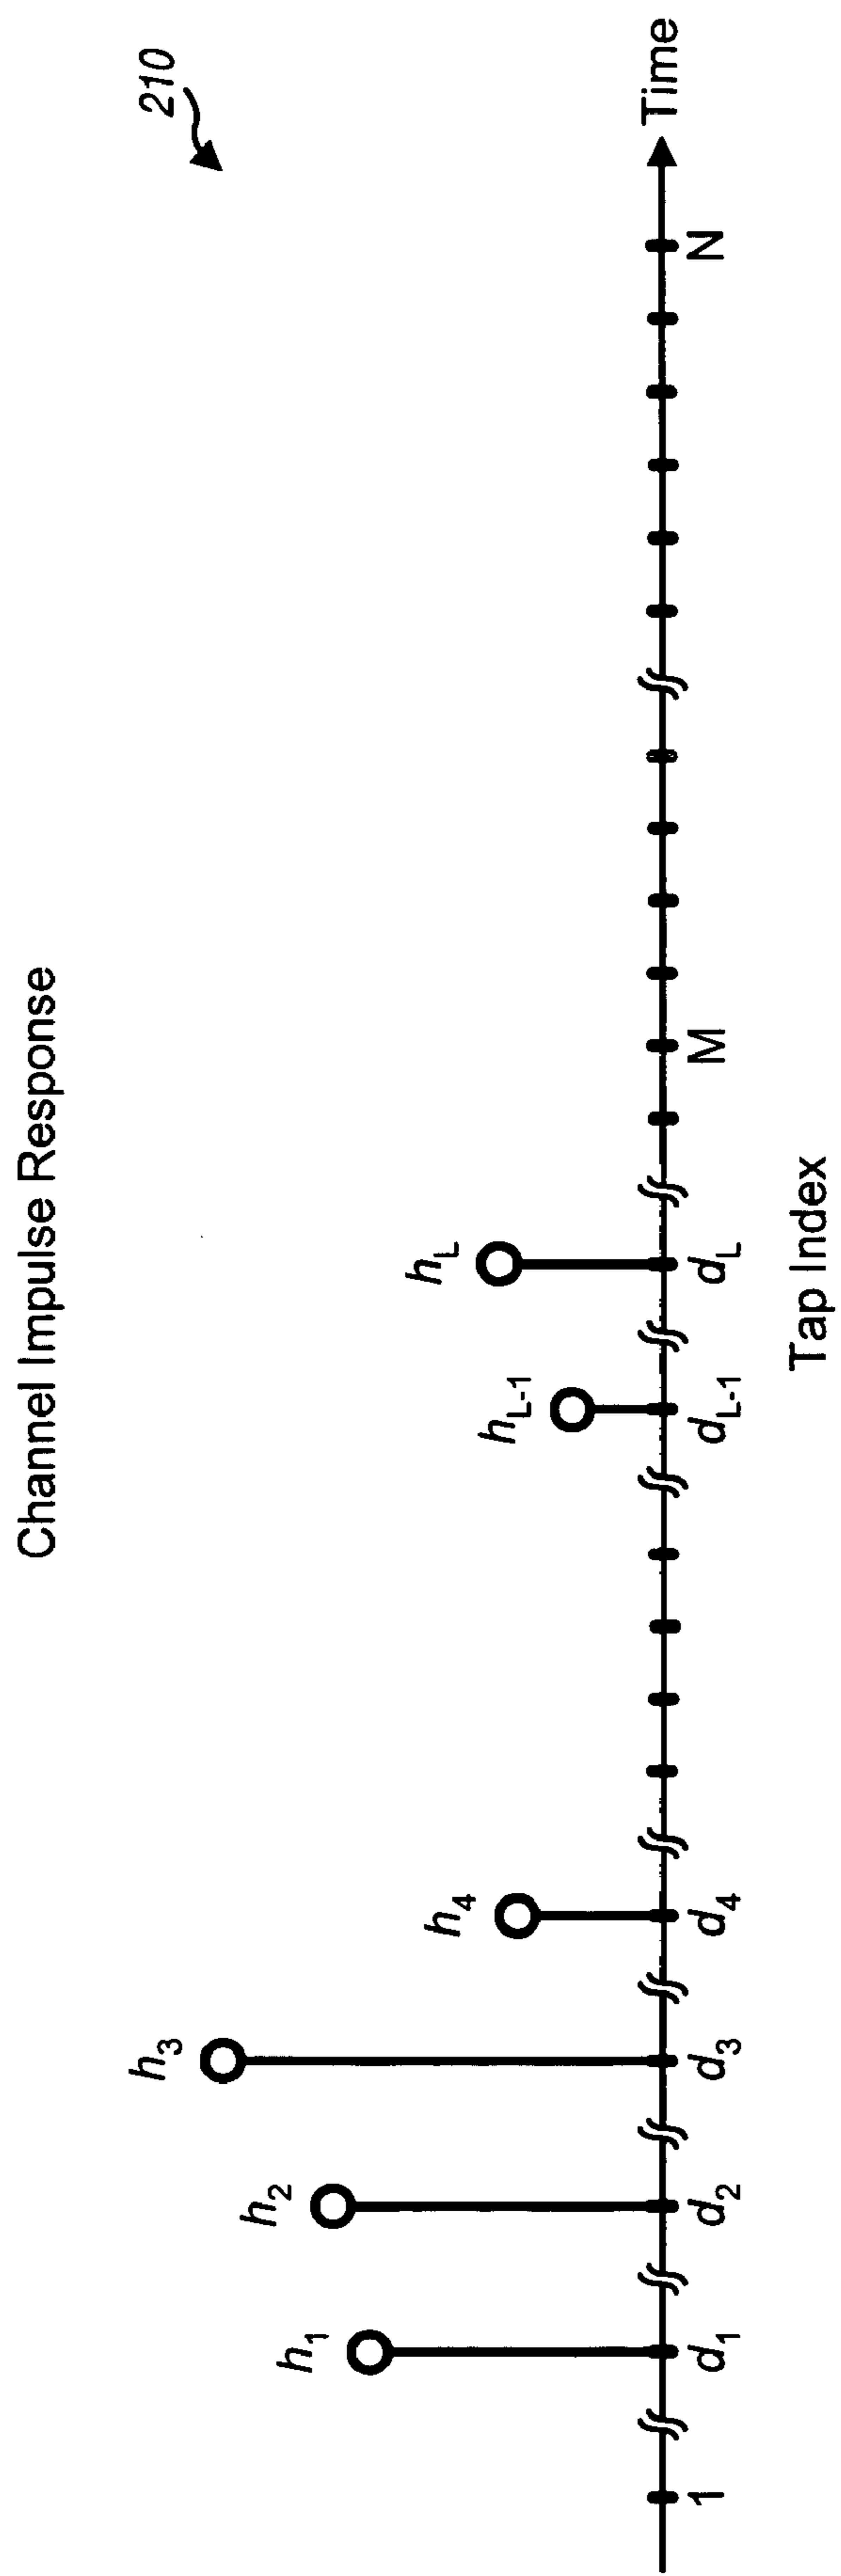 Channel Impulse Response
210
h1
h2
h3
h4
hL-1
hL
1
d1
d2
d3
d4
dL-1
dL
M
N
Time
Tap Index